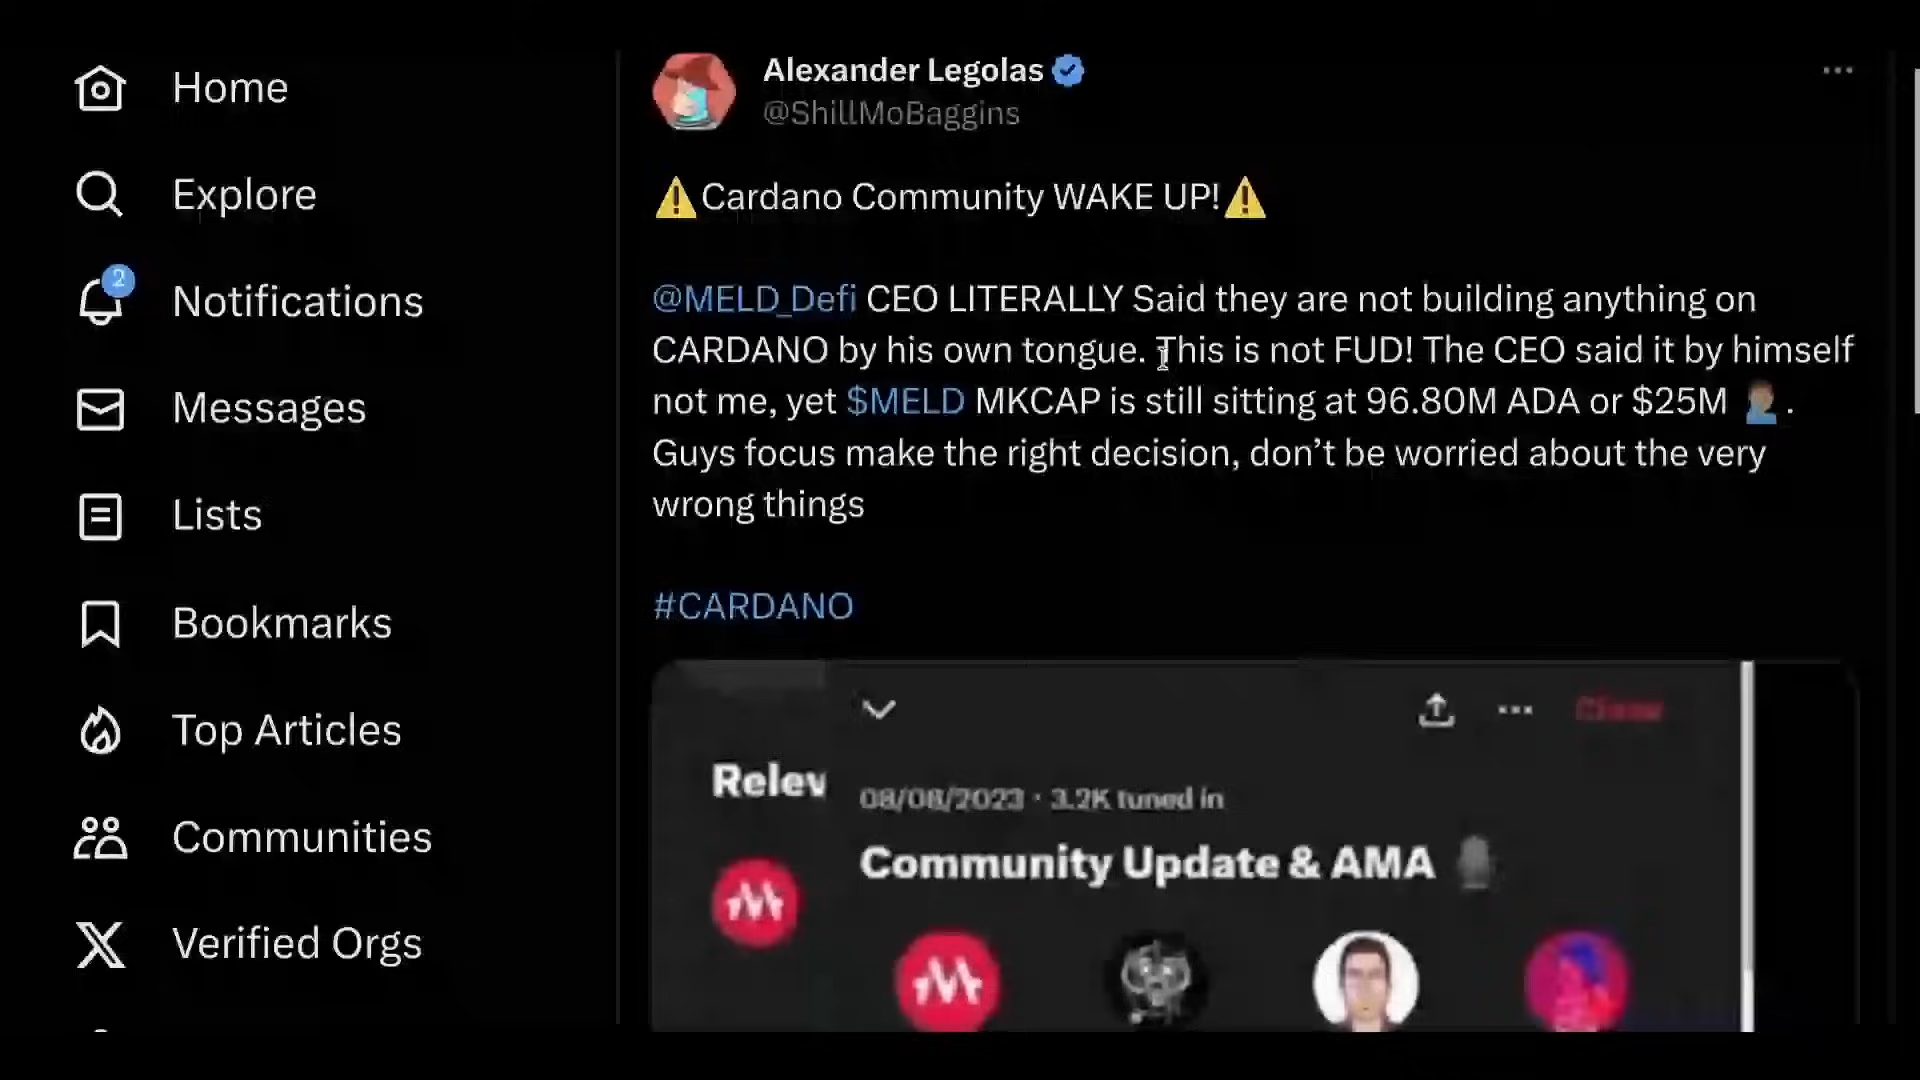 Home
Explore
2
Notifications
Messages
Lists
Bookmarks
Top Articles
Communities
Verified Orgs
Alexander Legolas
@ShillMoBaggins
⚠️Cardano Community WAKE UP!⚠️
@MELD_Defi CEO LITERALLY Said they are not building anything on
CARDANO by his own tongue. This is not FUD! The CEO said it by himself
not me, yet $MELD MKCAP is still sitting at 96.80M ADA or $25M 🤦🏽‍♂️.
Guys focus make the right decision, don’t be worried about the very
wrong things
#CARDANO
Close
Relev
08/08/2023 · 3.2K tuned in
Community Update & AMA